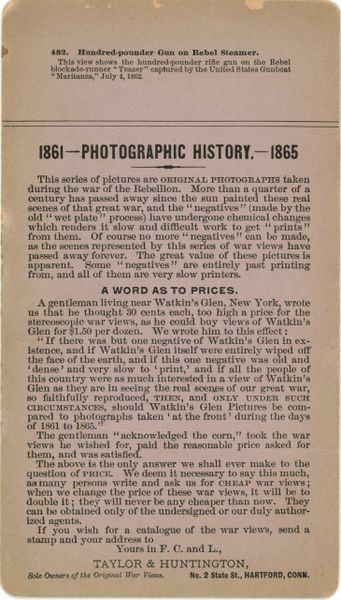 482. Hundred-pounder Gun on Rebel Steamer.
This view shows the hundred-pounder rifle gun on the Rebel
blockade-runner "Teazer" captured by the United States Gunboat
"Maritanza," July 4, 1862.
1861—PHOTOGRAPHIC HISTORY.—1865
This series of pictures are ORIGINAL PHOTOGRAPHS taken
during the war of the Rebellion. More than a quarter of a
century has passed away since the sun painted these real
scenes of that great war, and the "negatives" (made by the
old "wet plate" process) have undergone chemical changes
which renders it slow and difficult work to get "prints"
from them. Of course no more "negatives" can be made,
as the scenes represented by this series of war views have
passed away forever. The great value of these pictures is
apparent. Some "negatives" are entirely past printing
from, and all of them are very slow printers.
A WORD AS TO PRICES.
A gentleman living near Watkin's Glen, New York, wrote
us that he thought 30 cents each, too high a price for the
stereoscopic war views, as he could buy views of Watkin's
Glen for $1.50 per dozen. We wrote him to this effect:
"If there was but one negative of Watkin's Glen in ex-
istence, and if Watkin's Glen itself were entirely wiped off
the face of the earth, and if this one negative was old and
'dense' and very slow to 'print,' and if all the people of
this country were as much interested in a view of Watkin's
Glen as they are in seeing the real scenes of our great war,
so faithfully reproduced, THEN, and ONLY UNDER SUCH
CIRCUMSTANCES, should Watkin's Glen Pictures be com-
pared to photographs taken 'at the front' during the days
of 1861 to 1865."
The gentleman "acknowledged the corn," took the war
views he wished for, paid the reasonable price asked for
them, and was satisfied.
The above is the only answer we shall ever make to the
question of PRICE. We deem it necessary to say this much,
as many persons write and ask us for CHEAP war views;
when we change the price of these war views, it will be to
double it; they will never be any cheaper than now. They
can be obtained only of the undersigned or our duly author-
ized agents.
If you wish for a catalogue of the war views, send a
stamp and your address to
Yours in F. C. and L.,
TAYLOR & HUNTINGTON,
Sole Owners of the Original War Views. No. 2 State St., HARTFORD, CONN.